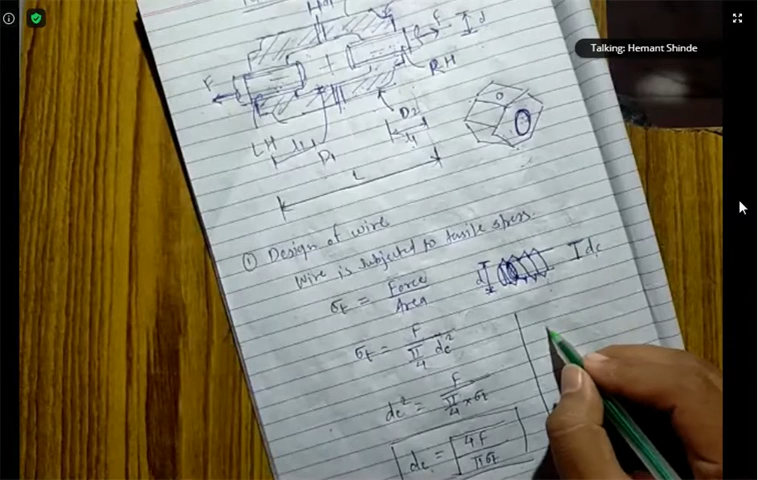 Talking: Hemant Shinde
F
d
F
RH
LH
D1
D2
L
① Design of wire
Wire is subjected to tensile stress.
σt = Force / Area
d
dc
σt = F / (π/4 dc²)
dc² = F / (π/4 × σt)
dc = √(4F / πσt)